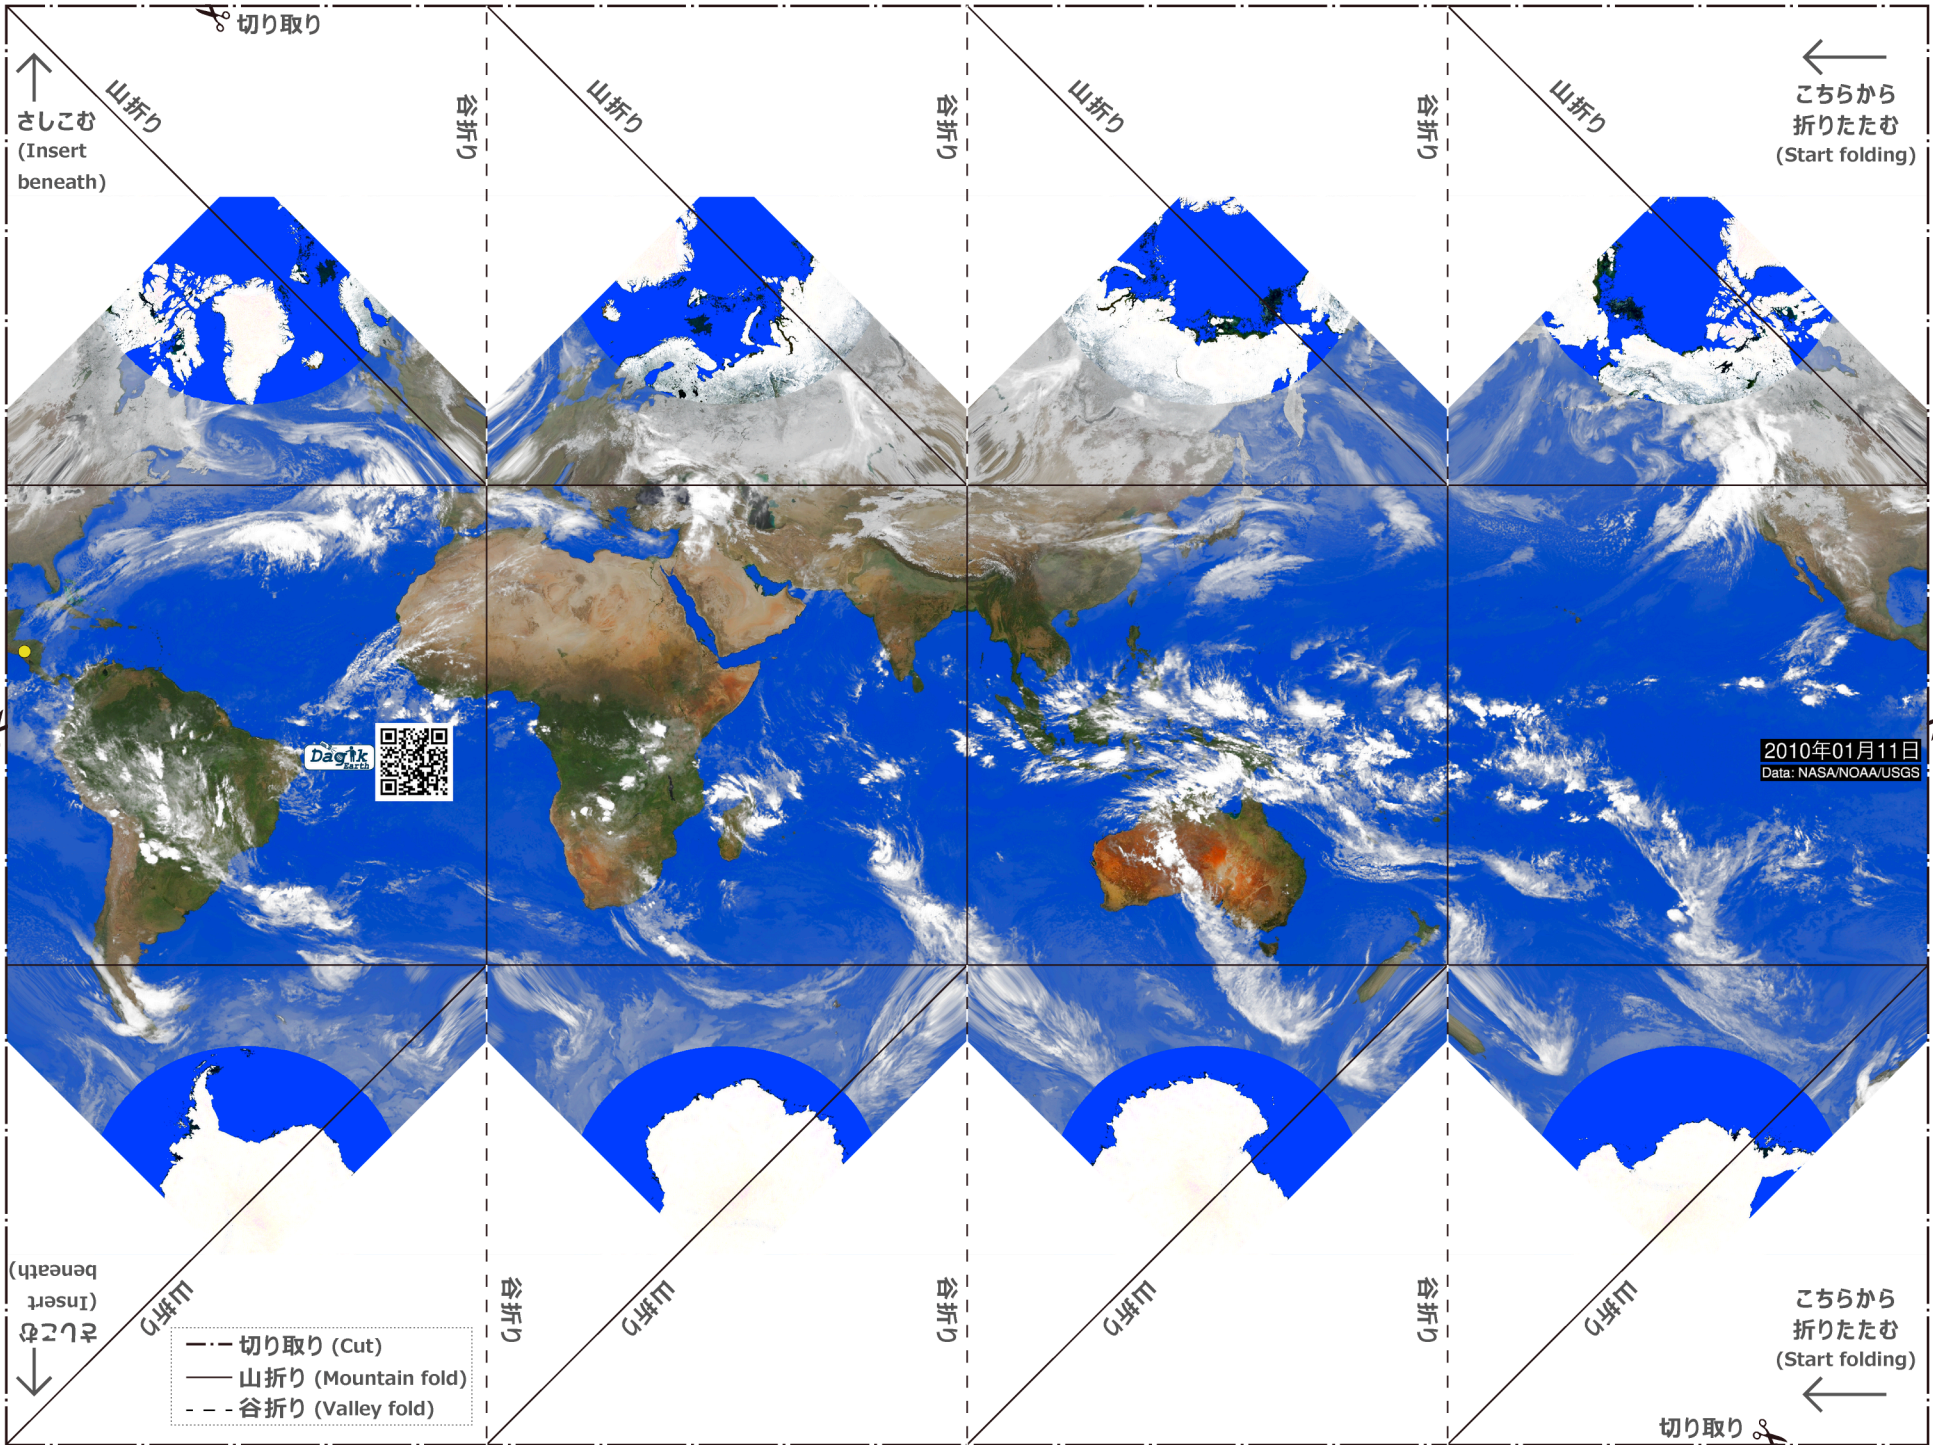 切り取り
山折り
谷折り
山折り
谷折り
山折り
谷折り
山折り
さしこむ
(Insert
beneath)
こちらから
折りたたむ
(Start folding)
Dagik
Earth
2010年01月11日
Data: NASA/NOAA/USGS
さしこむ
(Insert
beneath)
山折り
谷折り
山折り
谷折り
山折り
谷折り
山折り
切り取り (Cut)
山折り (Mountain fold)
谷折り (Valley fold)
こちらから
折りたたむ
(Start folding)
切り取り